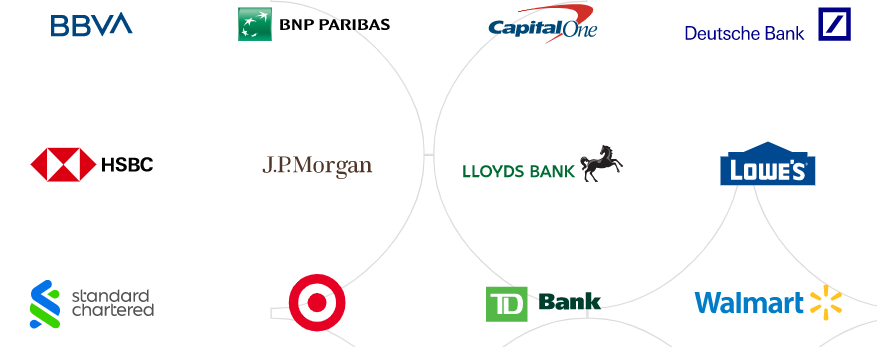 BBVA
BNP PARIBAS
CapitalOne
Deutsche Bank
HSBC
J.P.Morgan
LLOYDS BANK
LOWE'S
standard
chartered
TD Bank
Walmart